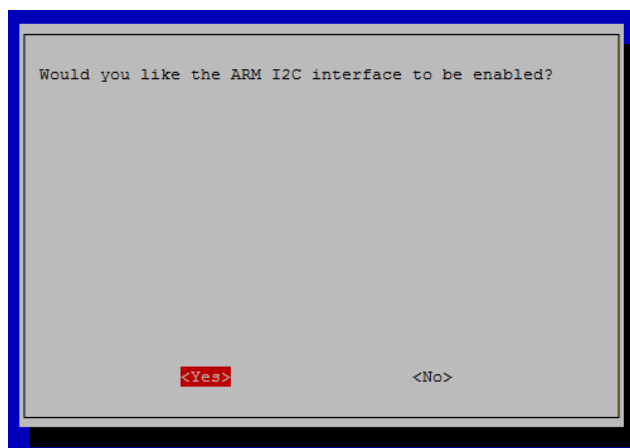 Would you like the ARM I2C interface to be enabled?
<Yes> <No>